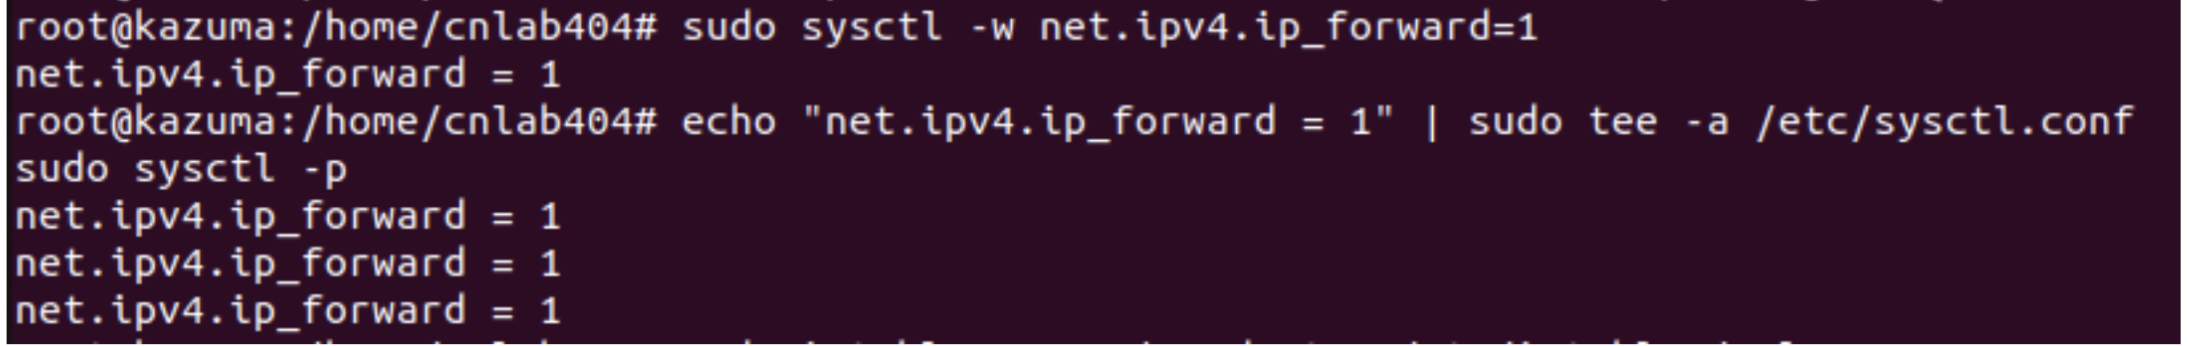 root@kazuma:/home/cnlab404# sudo sysctl -w net.ipv4.ip_forward=1
net.ipv4.ip_forward = 1
root@kazuma:/home/cnlab404# echo "net.ipv4.ip_forward = 1" | sudo tee -a /etc/sysctl.conf
sudo sysctl -p
net.ipv4.ip_forward = 1
net.ipv4.ip_forward = 1
net.ipv4.ip_forward = 1